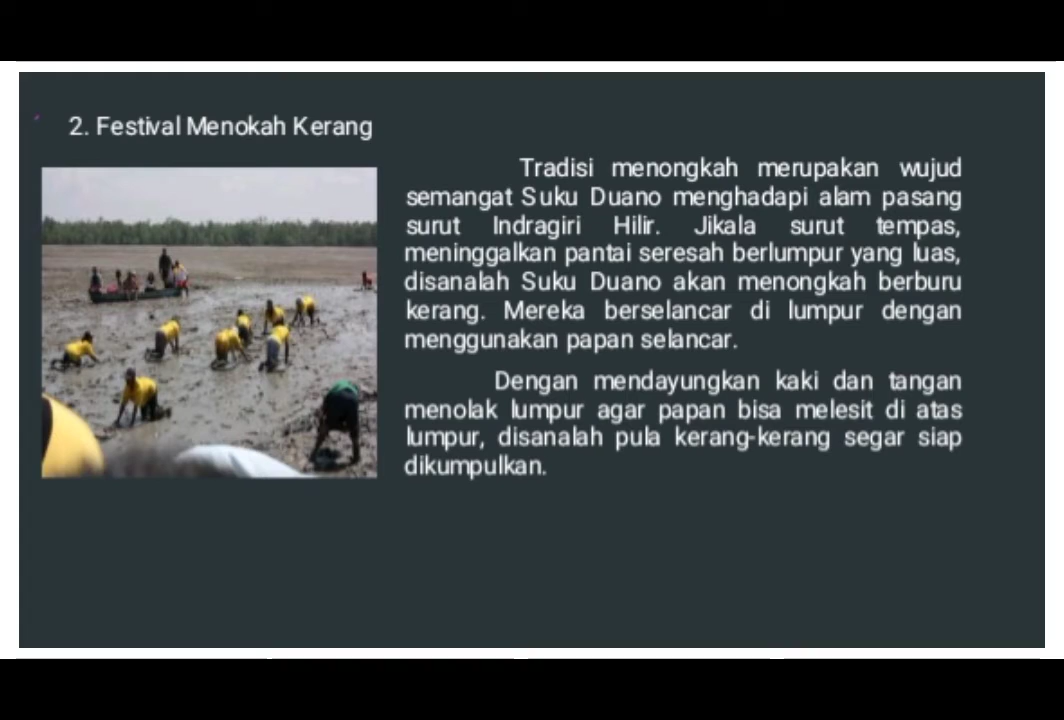 2. Festival Menokah Kerang
Tradisi menongkah merupakan wujud
semangat Suku Duano menghadapi alam pasang
surut Indragiri Hilir. Jikala surut tempas,
meninggalkan pantai seresah berlumpur yang luas,
disanalah Suku Duano akan menongkah berburu
kerang. Mereka berselancar di lumpur dengan
menggunakan papan selancar.
Dengan mendayungkan kaki dan tangan
menolak lumpur agar papan bisa melesit di atas
lumpur, disanalah pula kerang-kerang segar siap
dikumpulkan.